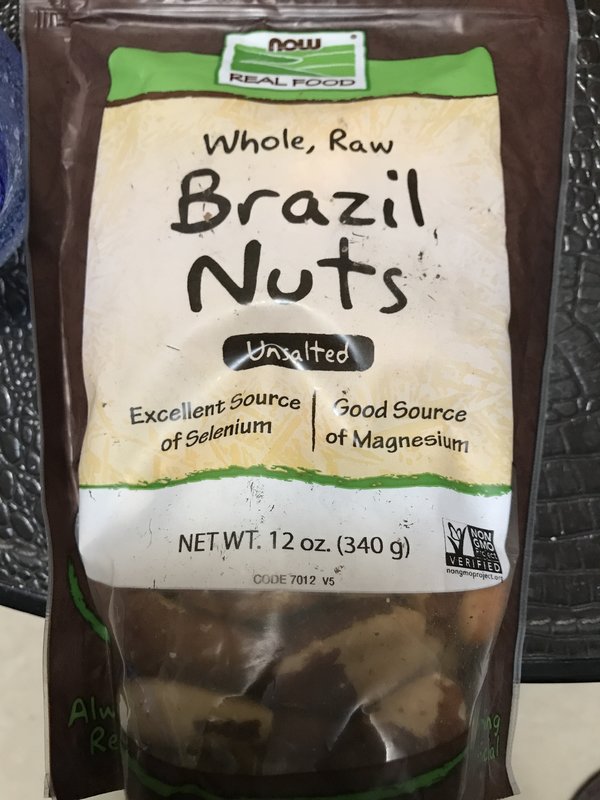 NOW
REAL FOOD
Whole, Raw
Brazil
Nuts
Unsalted
Excellent Source
of Selenium
Good Source
of Magnesium
NET WT. 12 oz. (340 g)
NON
GMO
VERIFIED
nongmoproject.org
CODE 7012 V5